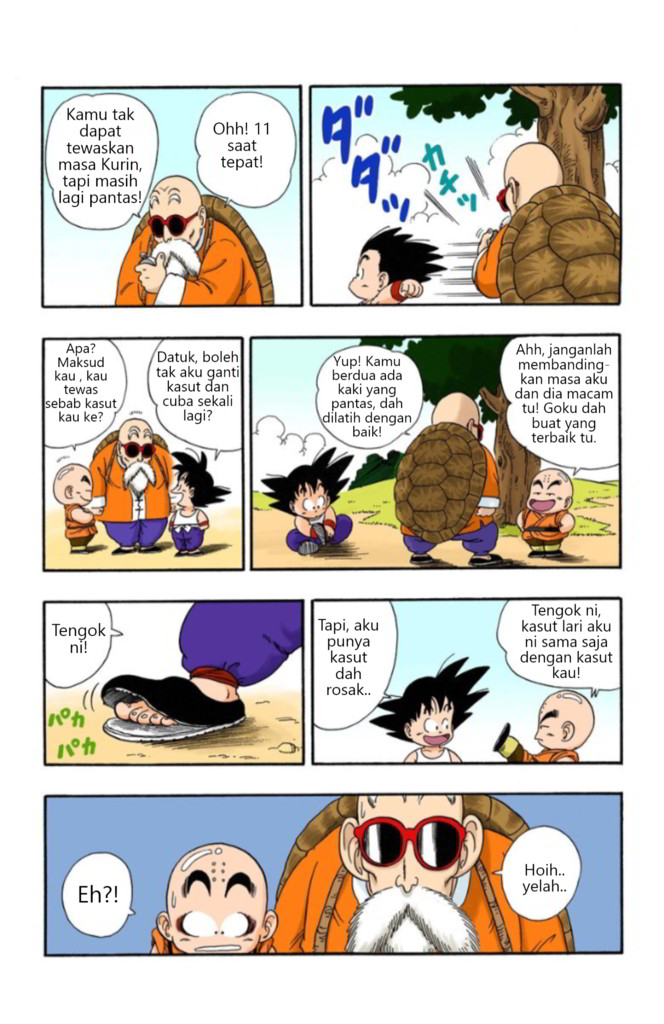 ダダ
ダダッ
カチッ
Ohh! 11
saat
tepat!
Kamu tak
dapat
tewaskan
masa Kurin,
tapi masih
lagi pantas!
Ahh, janganlah
membanding-
kan masa aku
dan dia macam
tu! Goku dah
buat yang
terbaik tu.
Yup! Kamu
berdua ada
kaki yang
pantas, dah
dilatih dengan
baik!
Datuk, boleh
tak aku ganti
kasut dan
cuba sekali
lagi?
Apa?
Maksud
kau , kau
tewas
sebab kasut
kau ke?
Tengok ni,
kasut lari aku
ni sama saja
dengan kasut
kau!
Tapi, aku
punya
kasut
dah
rosak..
Tengok
ni!
パカ
パカ
Hoih..
yelah..
Eh?!